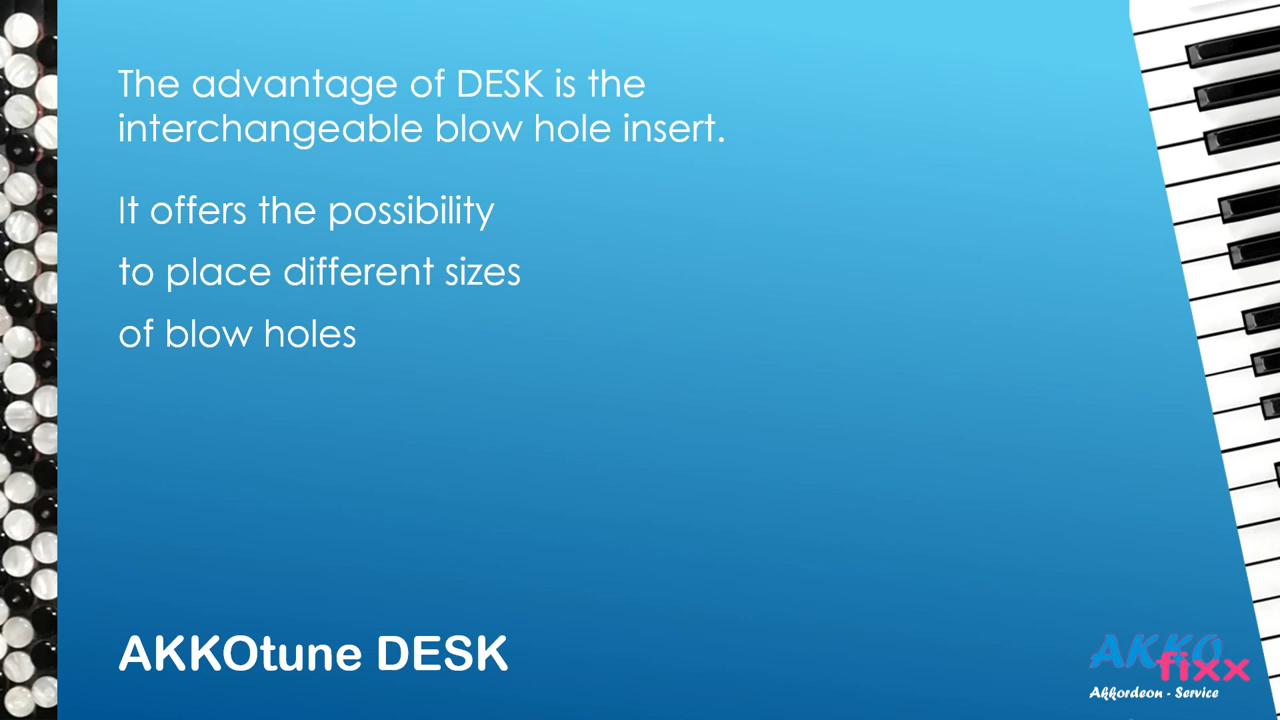 The advantage of DESK is the
interchangeable blow hole insert.
It offers the possibility
to place different sizes
of blow holes
AKKOtune DESK
AKKO
fixx
Akkordeon - Service